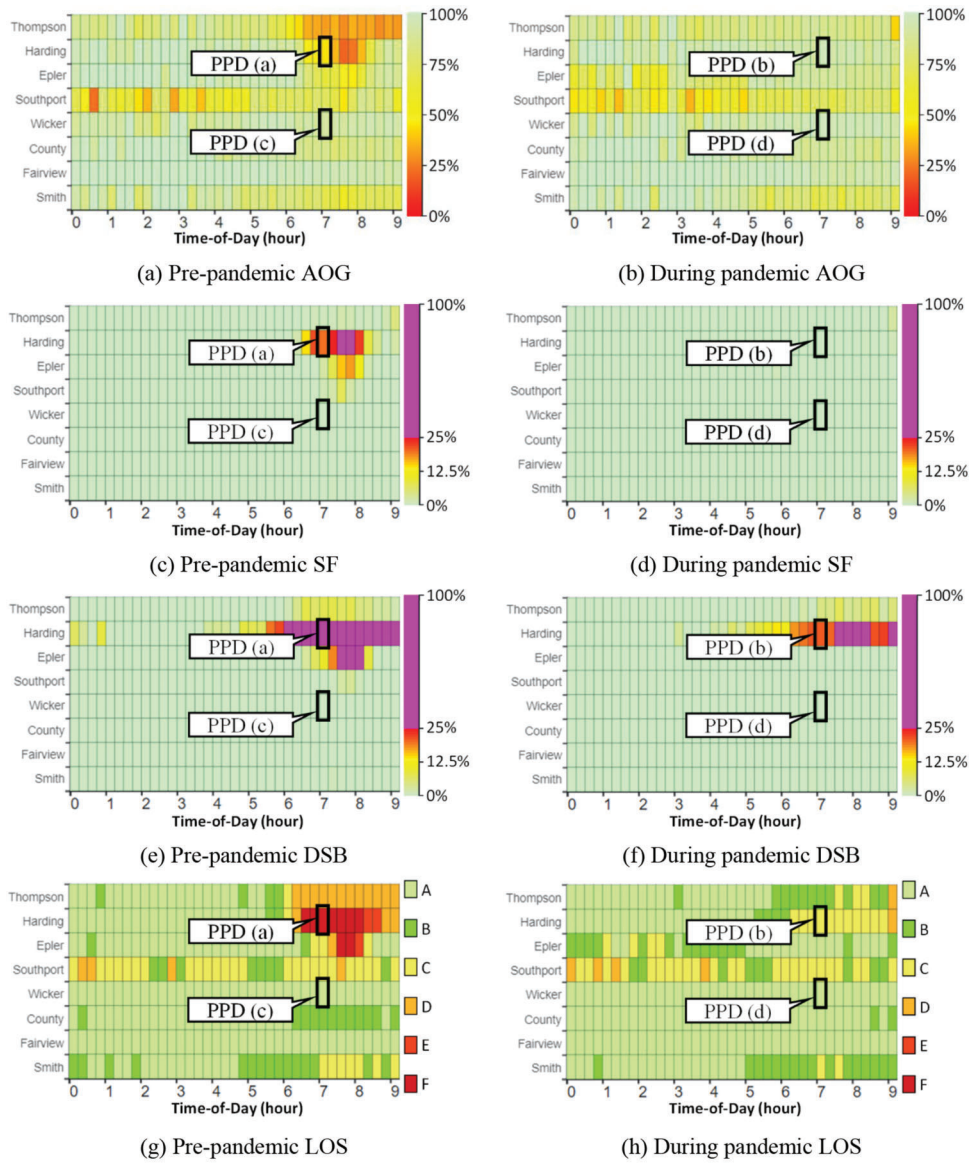 Thompson
Harding
Epler
Southport
Wicker
County
Fairview
Smith
PPD (a)
PPD (c)
0 1 2 3 4 5 6 7 8 9
Time-of-Day (hour)
100%
75%
50%
25%
0%
(a) Pre-pandemic AOG
Thompson
Harding
Epler
Southport
Wicker
County
Fairview
Smith
PPD (b)
PPD (d)
0 1 2 3 4 5 6 7 8 9
Time-of-Day (hour)
100%
75%
50%
25%
0%
(b) During pandemic AOG
Thompson
Harding
Epler
Southport
Wicker
County
Fairview
Smith
PPD (a)
PPD (c)
0 1 2 3 4 5 6 7 8 9
Time-of-Day (hour)
100%
25%
12.5%
0%
(c) Pre-pandemic SF
Thompson
Harding
Epler
Southport
Wicker
County
Fairview
Smith
PPD (b)
PPD (d)
0 1 2 3 4 5 6 7 8 9
Time-of-Day (hour)
100%
25%
12.5%
0%
(d) During pandemic SF
Thompson
Harding
Epler
Southport
Wicker
County
Fairview
Smith
PPD (a)
PPD (c)
0 1 2 3 4 5 6 7 8 9
Time-of-Day (hour)
100%
25%
12.5%
0%
(e) Pre-pandemic DSB
Thompson
Harding
Epler
Southport
Wicker
County
Fairview
Smith
PPD (b)
PPD (d)
0 1 2 3 4 5 6 7 8 9
Time-of-Day (hour)
100%
25%
12.5%
0%
(f) During pandemic DSB
Thompson
Harding
Epler
Southport
Wicker
County
Fairview
Smith
PPD (a)
PPD (c)
0 1 2 3 4 5 6 7 8 9
Time-of-Day (hour)
A
B
C
D
E
F
(g) Pre-pandemic LOS
Thompson
Harding
Epler
Southport
Wicker
County
Fairview
Smith
PPD (b)
PPD (d)
0 1 2 3 4 5 6 7 8 9
Time-of-Day (hour)
A
B
C
D
E
F
(h) During pandemic LOS